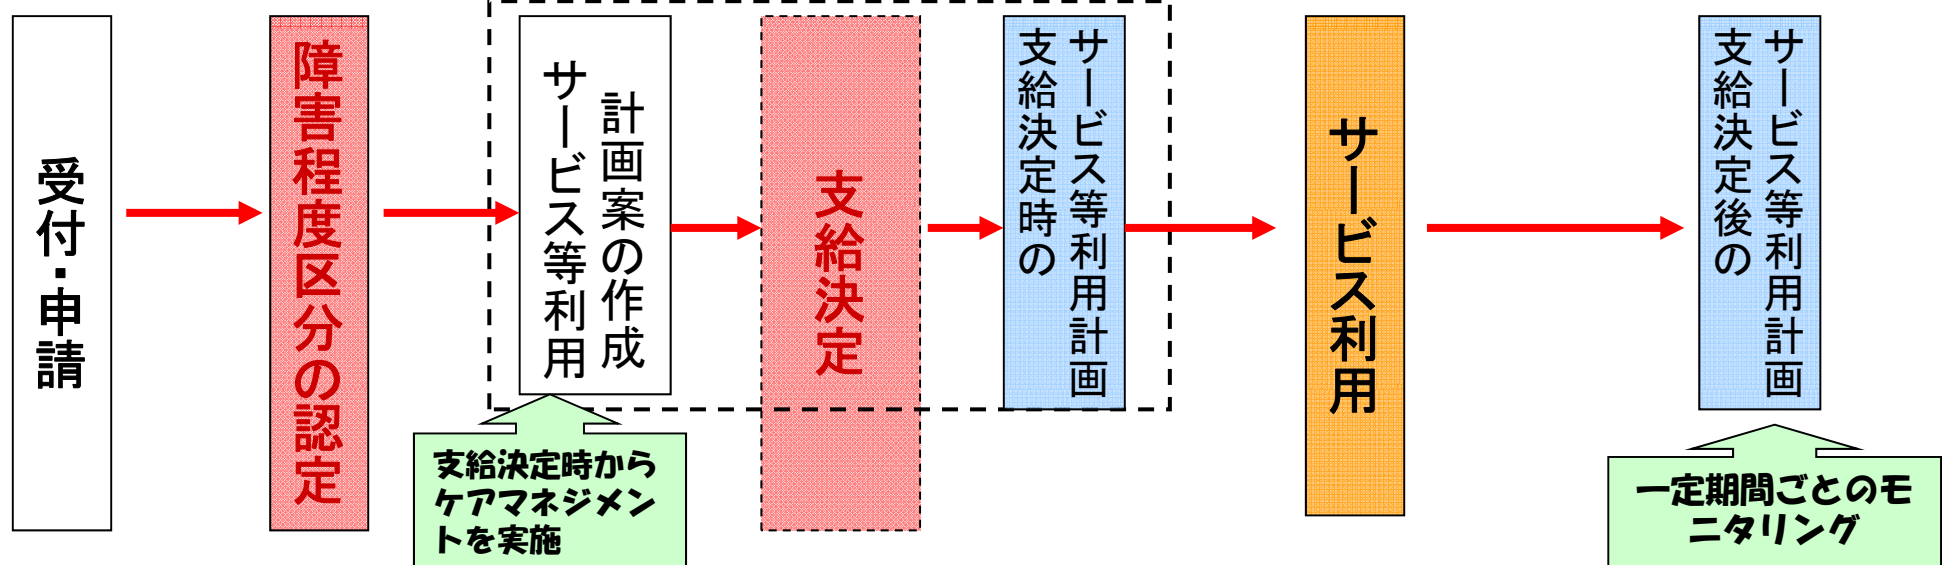 受付・申請
障害程度区分の認定
サービス等利用
計画案の作成
支給決定
支給決定時の
サービス等利用計画
サービス利用
支給決定後の
サービス等利用計画
支給決定時から
ケアマネジメン
トを実施
一定期間ごとのモ
ニタリング